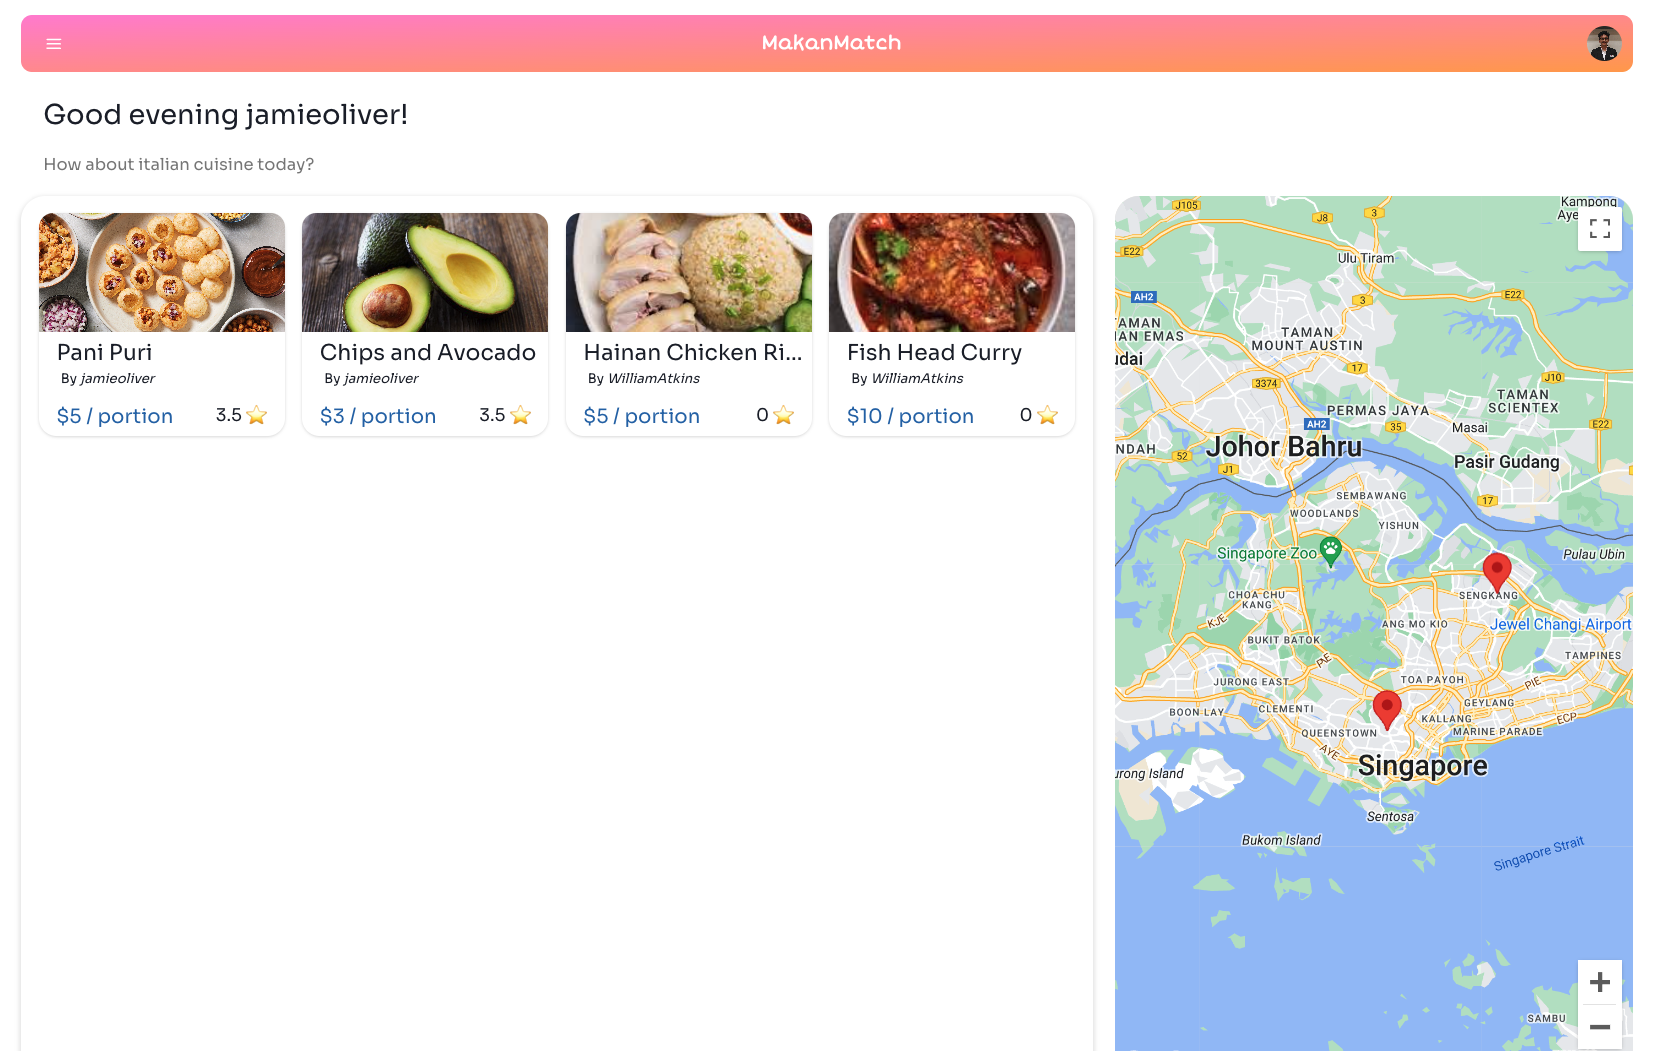 MakanMatch
Good evening jamieoliver!
How about italian cuisine today?
Pani Puri
By jamieoliver
$5 / portion
3.5
Chips and Avocado
By jamieoliver
$3 / portion
3.5
Hainan Chicken Ri...
By WilliamAtkins
$5 / portion
0
Fish Head Curry
By WilliamAtkins
$10 / portion
0
J105
J8
3
Kampong
Aye
E22
Ulu Tiram
AH2
3
E22
TAMAN
AN EMAS
udai
TAMAN
MOUNT AUSTIN
17
3374
J10
TAMAN
SCIENTEX
PERMAS JAYA
AH2
35
Masai
E22
NDAH
52
J1
Johor Bahru
Pasir Gudang
17
SEMBAWANG
WOODLANDS
YISHUN
Singapore Zoo
Pulau Ubin
CHOA CHU
KANG
SENGKANG
KJE
ANG MO KIO
Jewel Changi Airport
BUKIT BATOK
PIE
TAMPINES
JURONG EAST
TOA PAYOH
PIE
BOON LAY
CLEMENTI
GEYLANG
KALLANG
ECP
QUEENSTOWN
MARINE PARADE
AYE
Singapore
urong Island
Sentosa
Bukom Island
Singapore Strait
SAMBU